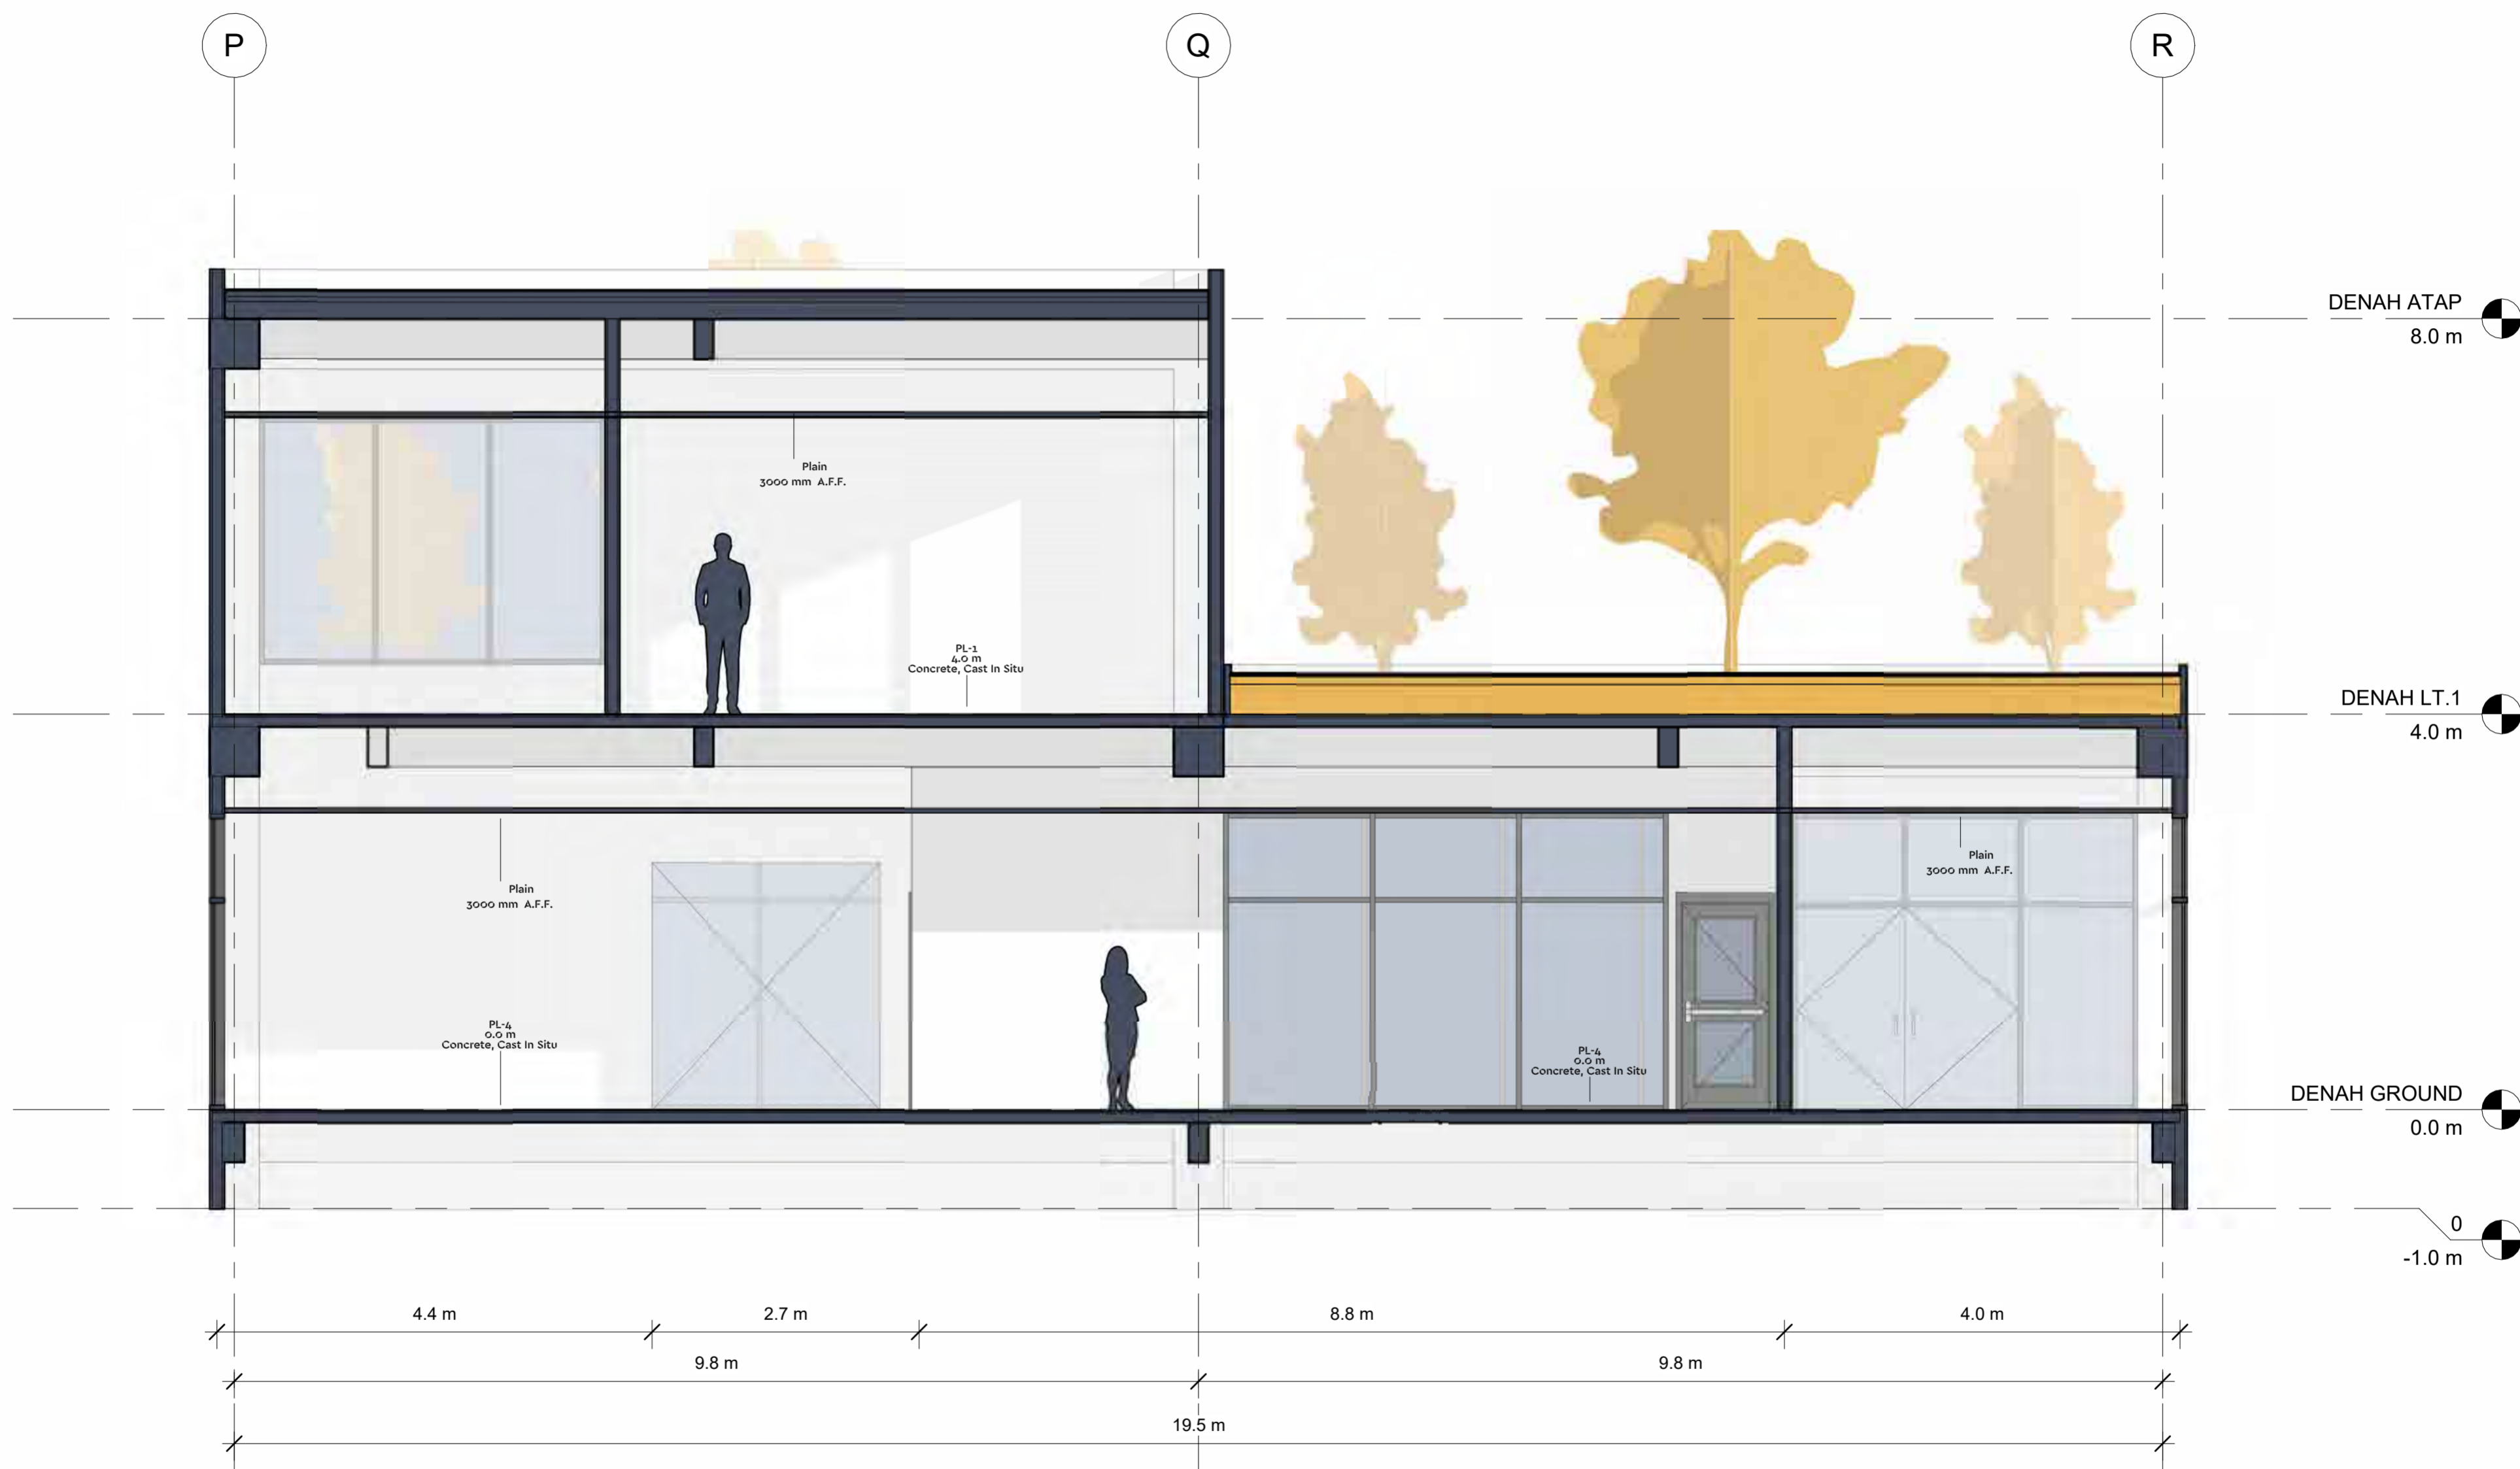 P
Q
R
DENAH ATAP
8.0 m
Plain
3000 mm A.F.F.
PL-1
4.0 m
Concrete, Cast In Situ
DENAH LT.1
4.0 m
Plain
3000 mm A.F.F.
Plain
3000 mm A.F.F.
PL-4
0.0 m
Concrete, Cast In Situ
PL-4
0.0 m
Concrete, Cast In Situ
DENAH GROUND
0.0 m
0
-1.0 m
4.4 m
2.7 m
8.8 m
4.0 m
9.8 m
9.8 m
19.5 m